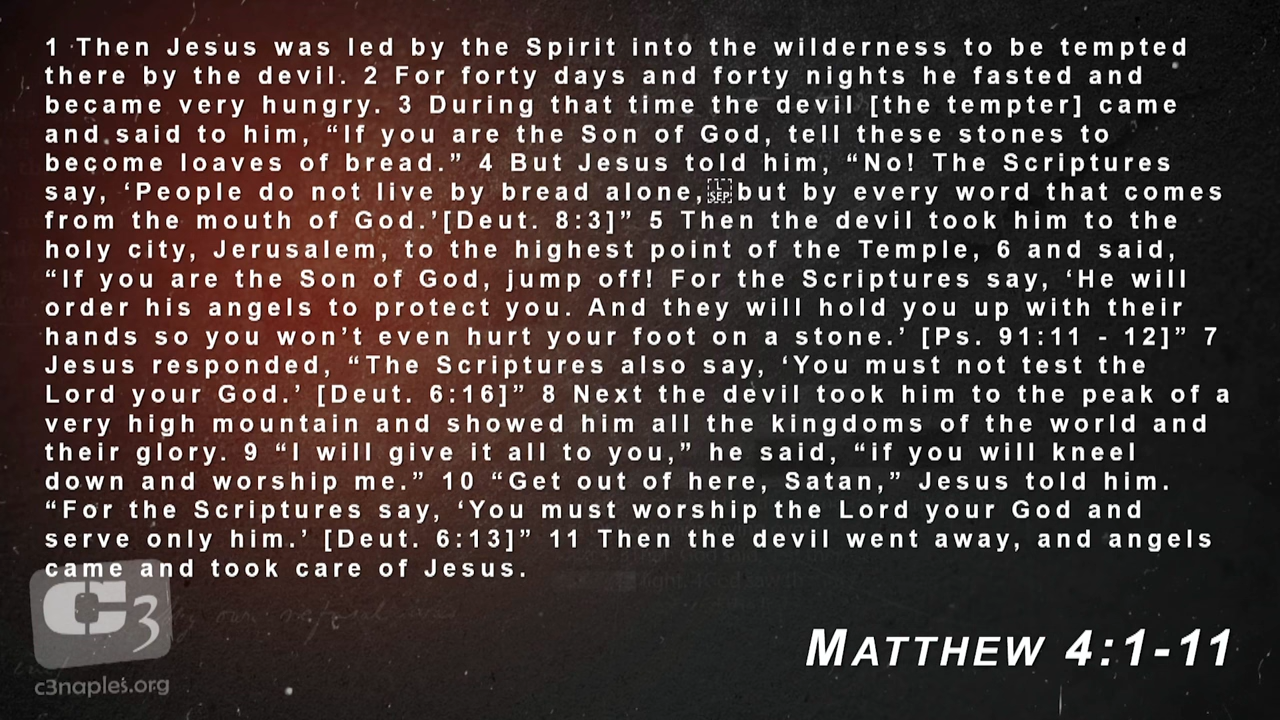 1 Then Jesus was led by the Spirit into the wilderness to be tempted
there by the devil. 2 For forty days and forty nights he fasted and
became very hungry. 3 During that time the devil [the tempter] came
and said to him, “If you are the Son of God, tell these stones to
become loaves of bread.” 4 But Jesus told him, “No! The Scriptures
say, ‘People do not live by bread alone, L SEP but by every word that comes
from the mouth of God.’[Deut. 8:3]” 5 Then the devil took him to the
holy city, Jerusalem, to the highest point of the Temple, 6 and said,
“If you are the Son of God, jump off! For the Scriptures say, ‘He will
order his angels to protect you. And they will hold you up with their
hands so you won’t even hurt your foot on a stone.’ [Ps. 91:11 - 12]” 7
Jesus responded, “The Scriptures also say, ‘You must not test the
Lord your God.’ [Deut. 6:16]” 8 Next the devil took him to the peak of a
very high mountain and showed him all the kingdoms of the world and
their glory. 9 “I will give it all to you,” he said, “if you will kneel
down and worship me.” 10 “Get out of here, Satan,” Jesus told him.
“For the Scriptures say, ‘You must worship the Lord your God and
serve only him.’ [Deut. 6:13]” 11 Then the devil went away, and angels
came and took care of Jesus.
C3
c3naples.org
MATTHEW 4:1-11